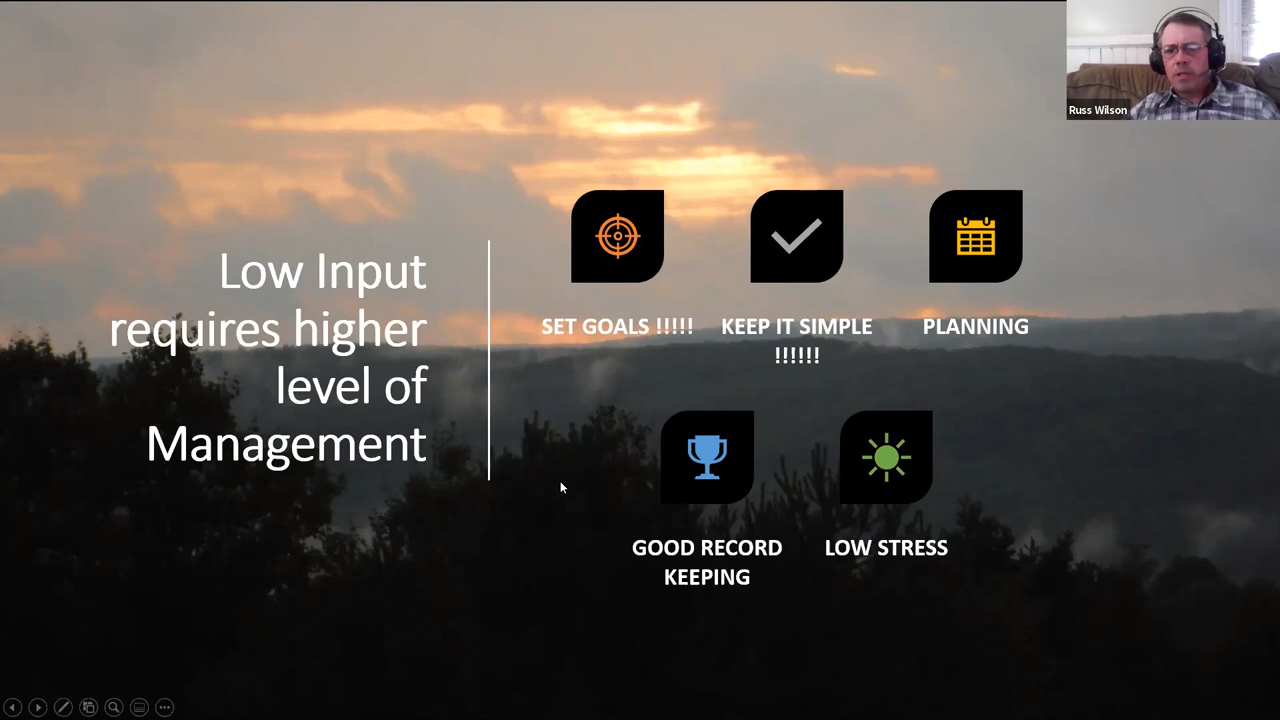 Russ Wilson
Low Input
requires higher
level of
Management
SET GOALS !!!!!
KEEP IT SIMPLE
!!!!!!
PLANNING
GOOD RECORD
KEEPING
LOW STRESS